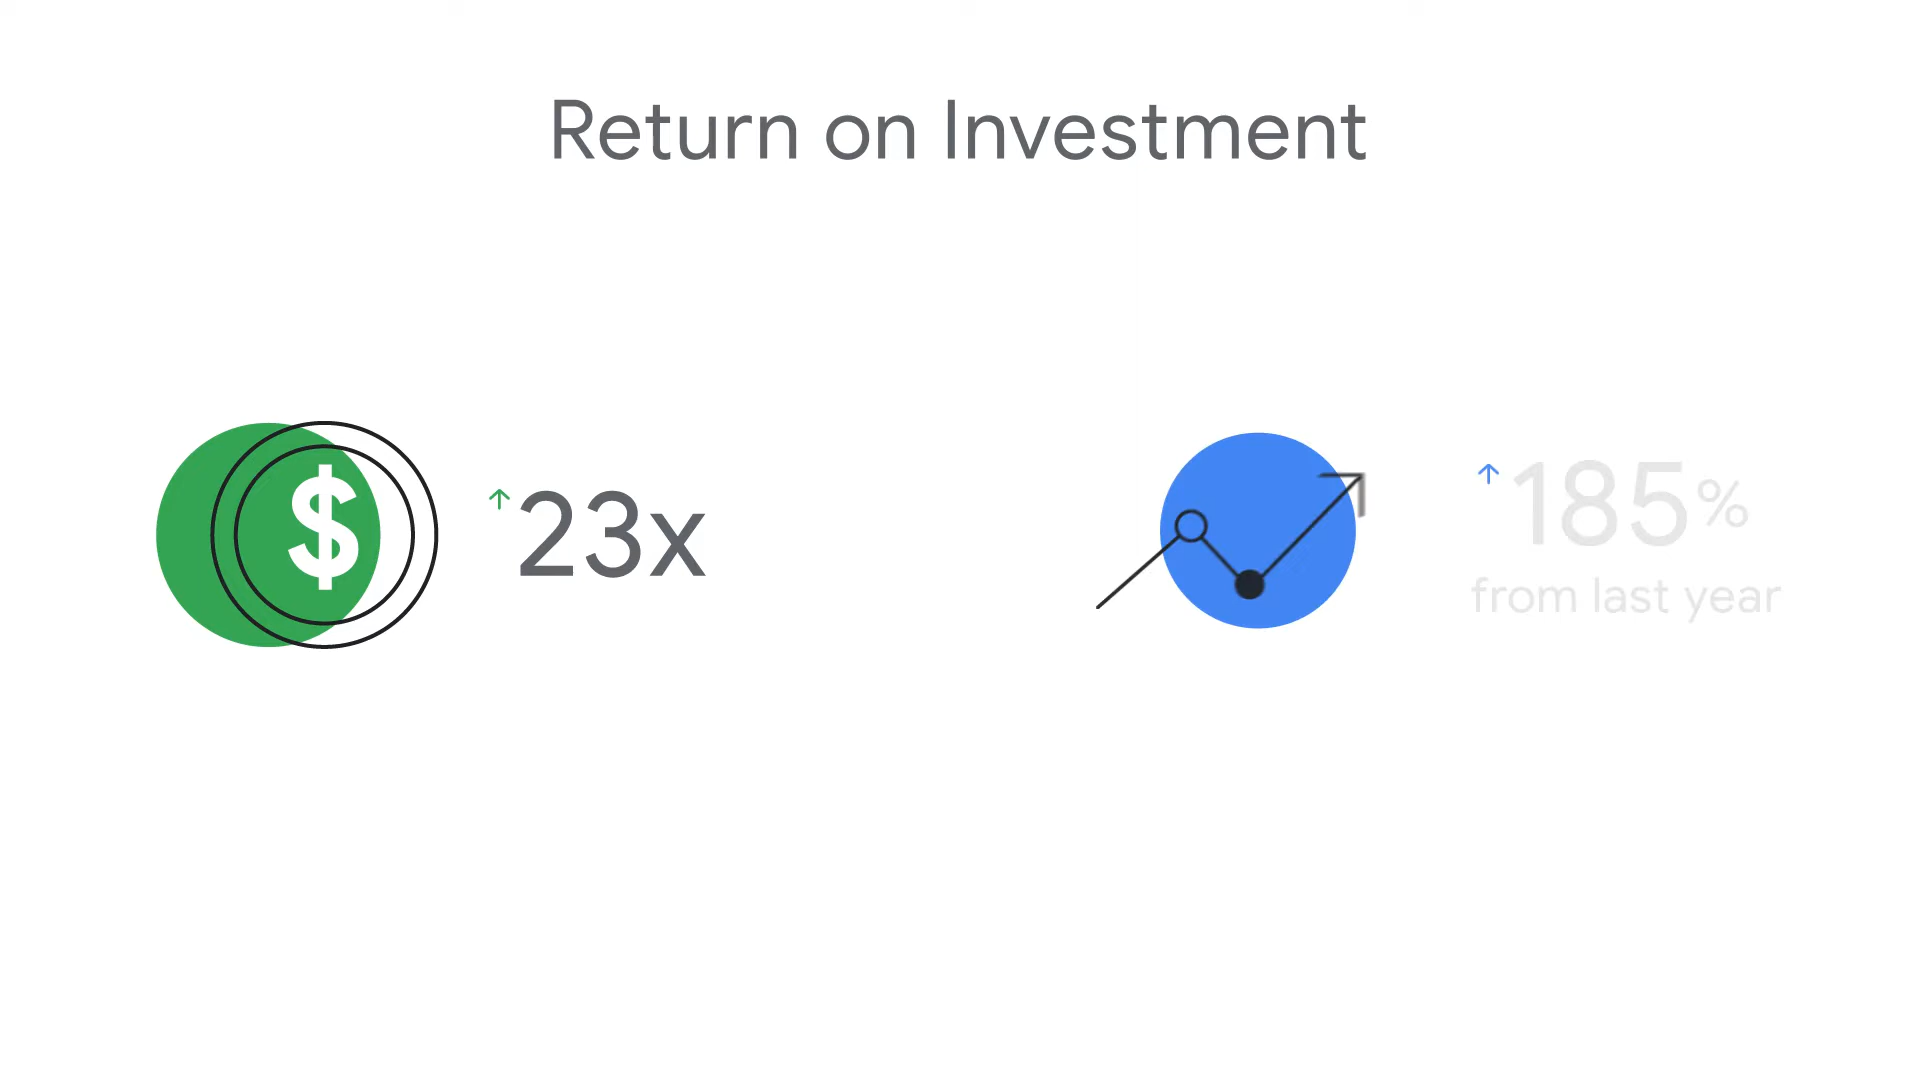 Return on Investment
$
↑23x
↑185%
from last year